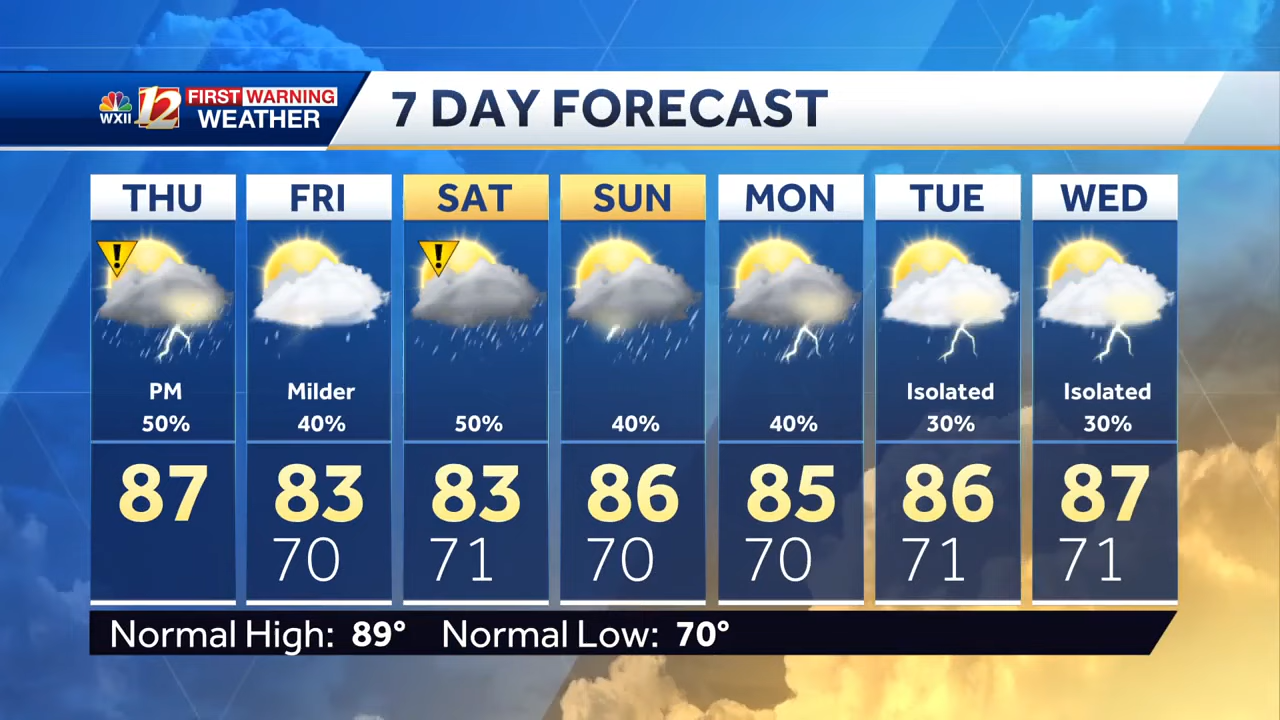 WXII 12 FIRST WARNING WEATHER
7 DAY FORECAST
THU FRI SAT SUN MON TUE WED
! !
PM Milder Isolated Isolated
50% 40% 50% 40% 40% 30% 30%
87 83 83 86 85 86 87
70 71 70 70 71 71
Normal High: 89° Normal Low: 70°